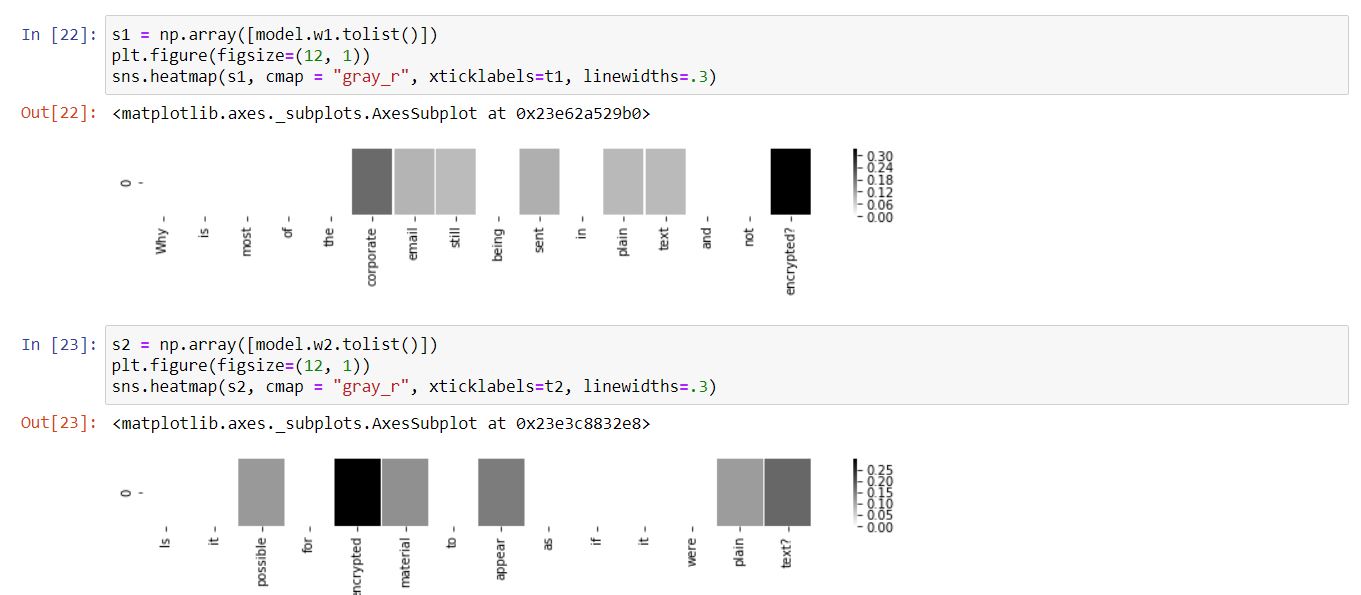 In [22]: s1 = np.array([model.w1.tolist()])
plt.figure(figsize=(12, 1))
sns.heatmap(s1, cmap = "gray_r", xticklabels=t1, linewidths=.3)
Out[22]: <matplotlib.axes._subplots.AxesSubplot at 0x23e62a529b0>
0
0.30
0.24
0.18
0.12
0.06
0.00
Why is most of the corporate email still being sent in plain text and not encrypted?
In [23]: s2 = np.array([model.w2.tolist()])
plt.figure(figsize=(12, 1))
sns.heatmap(s2, cmap = "gray_r", xticklabels=t2, linewidths=.3)
Out[23]: <matplotlib.axes._subplots.AxesSubplot at 0x23e3c8832e8>
0
0.25
0.20
0.15
0.10
0.05
0.00
Is it possible for encrypted material to appear as if it were plain text?